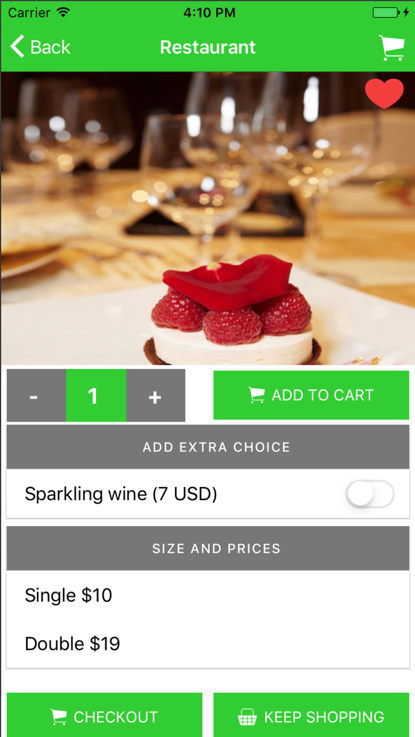 Carrier 4:10 PM
Back Restaurant
- 1 + ADD TO CART
ADD EXTRA CHOICE
Sparkling wine (7 USD)
SIZE AND PRICES
Single $10
Double $19
CHECKOUT KEEP SHOPPING